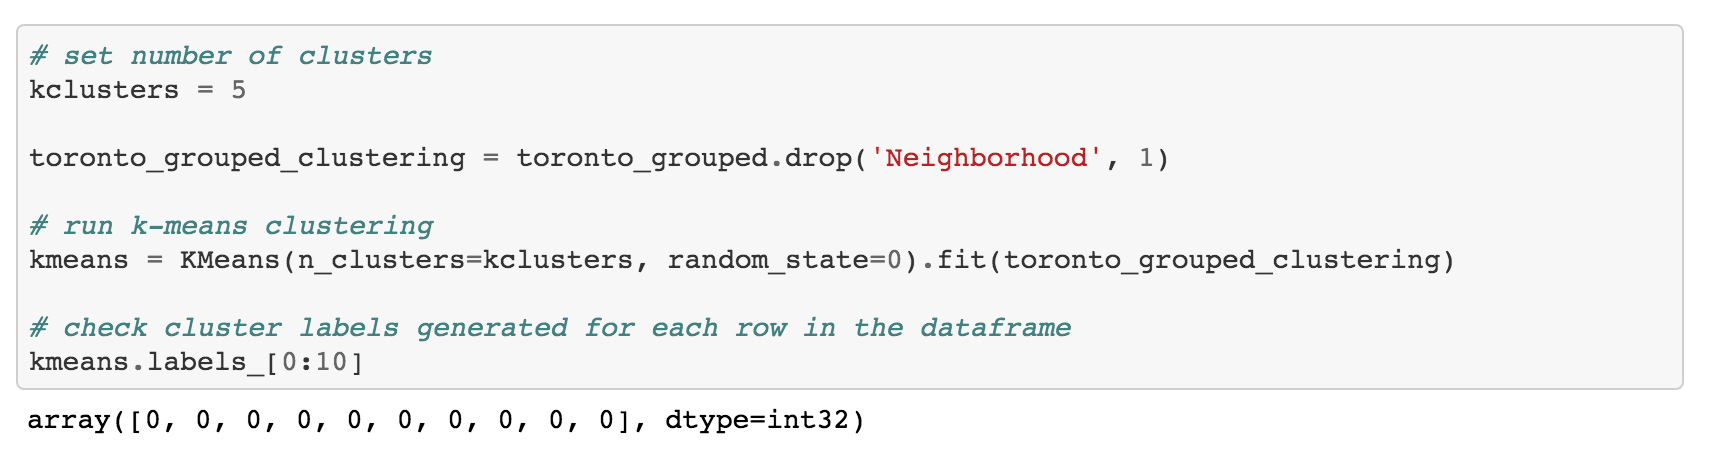 # set number of clusters
kclusters = 5
toronto_grouped_clustering = toronto_grouped.drop('Neighborhood', 1)
# run k-means clustering
kmeans = KMeans(n_clusters=kclusters, random_state=0).fit(toronto_grouped_clustering)
# check cluster labels generated for each row in the dataframe
kmeans.labels_[0:10]
array([0, 0, 0, 0, 0, 0, 0, 0, 0, 0], dtype=int32)